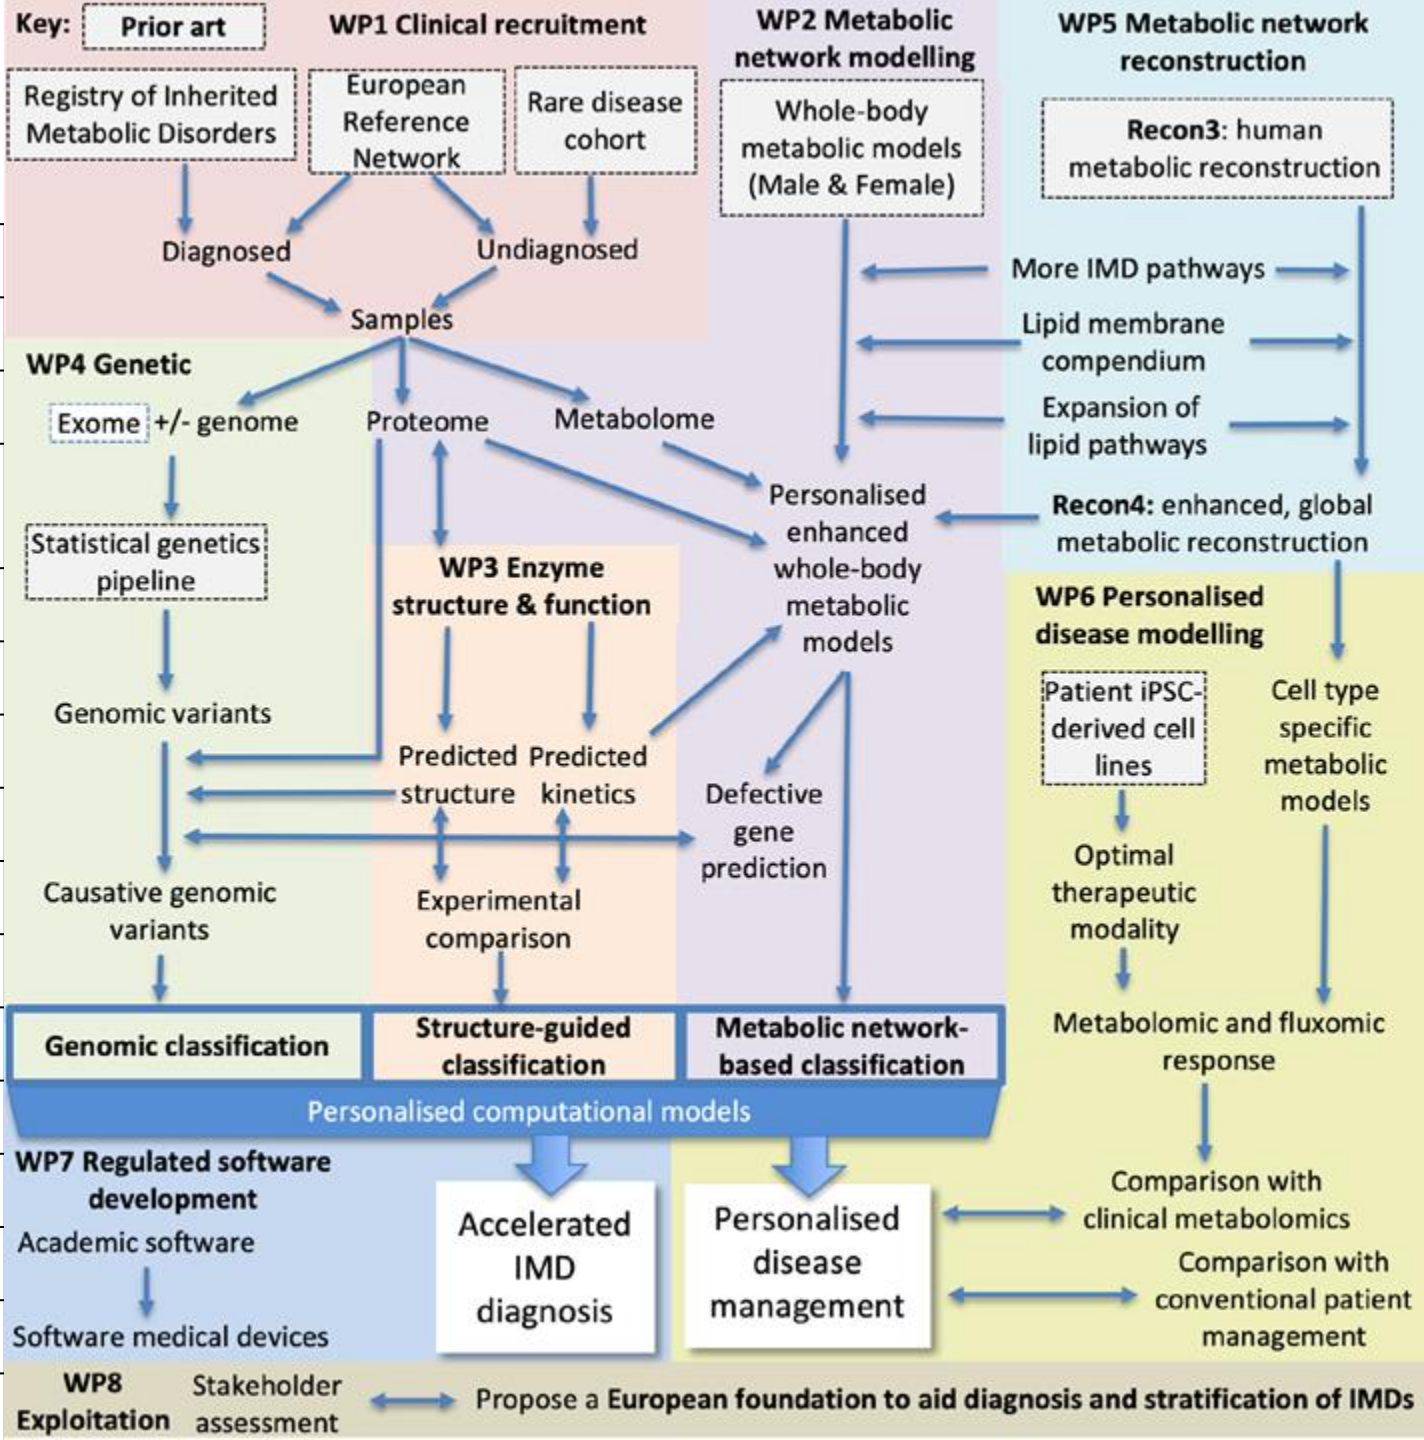 Key: Prior art
WP1 Clinical recruitment
Registry of Inherited
Metabolic Disorders
European
Reference
Network
Rare disease
cohort
Diagnosed
Undiagnosed
Samples
WP2 Metabolic
network modelling
Whole-body
metabolic models
(Male & Female)
WP5 Metabolic network
reconstruction
Recon3: human
metabolic reconstruction
More IMD pathways
Lipid membrane
compendium
Expansion of
lipid pathways
Recon4: enhanced, global
metabolic reconstruction
WP4 Genetic
Exome +/- genome
Statistical genetics
pipeline
Genomic variants
Causative genomic
variants
Proteome
Metabolome
Personalised
enhanced
whole-body
metabolic
models
WP3 Enzyme
structure & function
Predicted
structure
Predicted
kinetics
Experimental
comparison
Defective
gene
prediction
WP6 Personalised
disease modelling
Patient iPSC-
derived cell
lines
Cell type
specific
metabolic
models
Optimal
therapeutic
modality
Metabolomic and fluxomic
response
Comparison with
clinical metabolomics
Comparison with
conventional patient
management
Genomic classification
Structure-guided
classification
Metabolic network-
based classification
Personalised computational models
WP7 Regulated software
development
Academic software
Software medical devices
Accelerated
IMD
diagnosis
Personalised
disease
management
WP8
Exploitation
Stakeholder
assessment
Propose a European foundation to aid diagnosis and stratification of IMDs